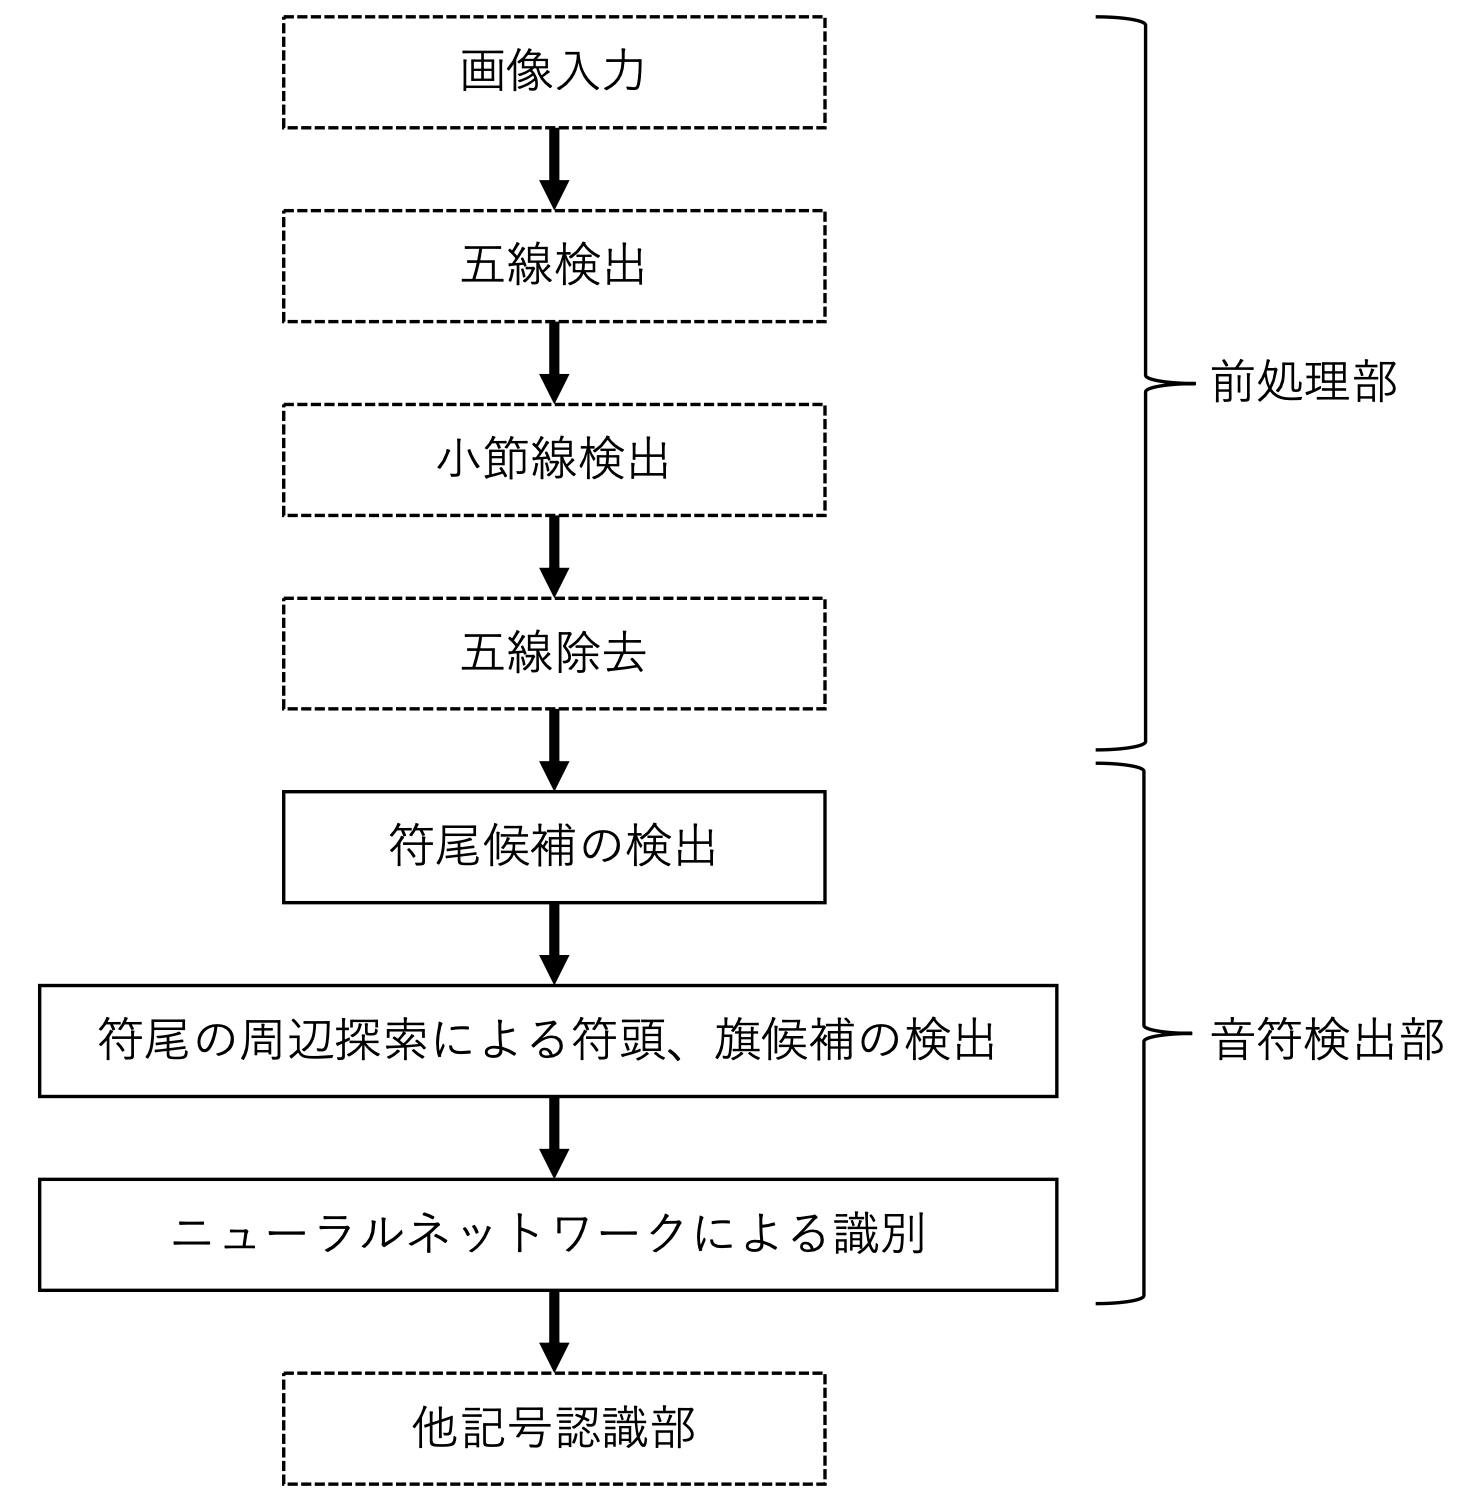 画像入力
五線検出
小節線検出
五線除去
前処理部
符尾候補の検出
符尾の周辺探索による符頭、旗候補の検出
ニューラルネットワークによる識別
音符検出部
他記号認識部